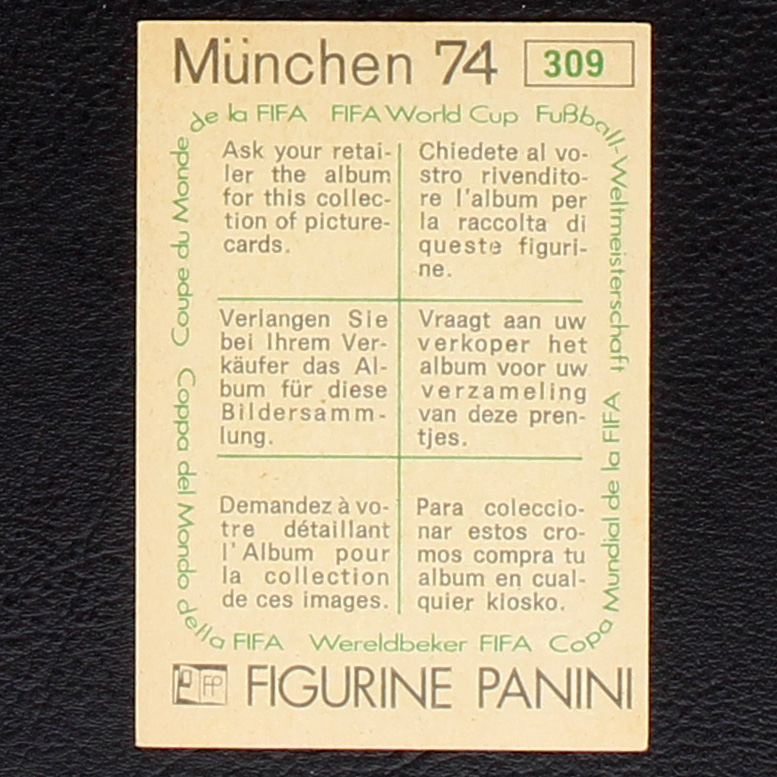 München 74 309
Coupe du Monde de la FIFA
FIFA World Cup
Fußball-Weltmeisterschaft
Ask your retai-
ler the album
for this collec-
tion of picture-
cards.
Chiedete al vo-
stro rivendito-
re l'album per
la raccolta di
queste figuri-
ne.
Verlangen Sie
bei Ihrem Ver-
käufer das Al-
bum für diese
Bildersamm-
lung.
Vraagt aan uw
verkoper het
album voor uw
verzameling
van deze pren-
tjes.
Demandez à vo-
tre détaillant
l'Album pour
la collection
de ces images.
Para coleccio-
nar estos cro-
mos compra tu
album en cual-
quier kiosko.
Coppa del Mondo della FIFA
Wereldbeker FIFA
Copa Mundial de la FIFA
FP FIGURINE PANINI